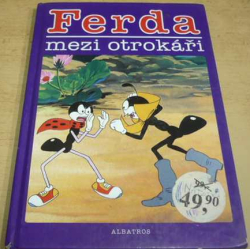 Ferda
mezi otrokáři
49,90
ALBATROS